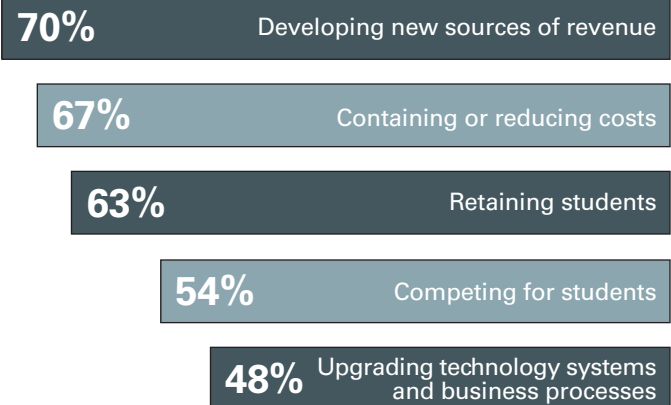 70% Developing new sources of revenue
67% Containing or reducing costs
63% Retaining students
54% Competing for students
48% Upgrading technology systems
and business processes